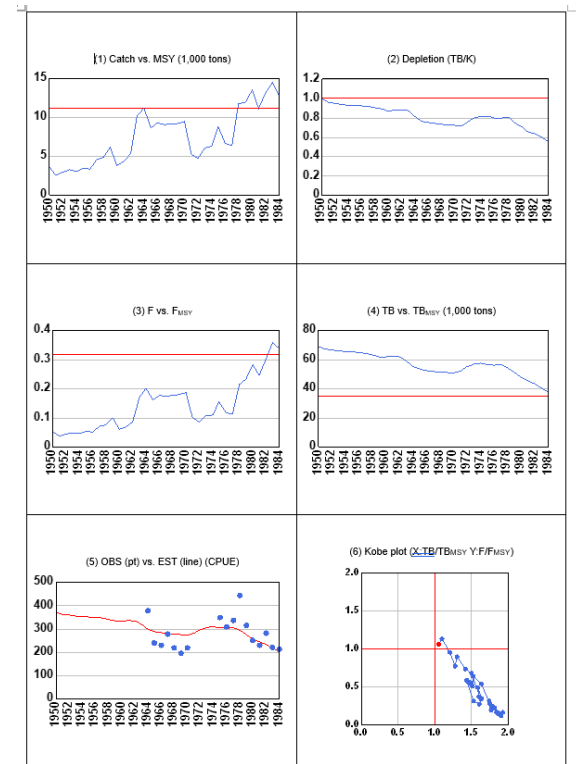 (1) Catch vs. MSY (1,000 tons)
15
10
5
0
1950 1952 1954 1956 1958 1960 1962 1964 1966 1968 1970 1972 1974 1976 1978 1980 1982 1984
(2) Depletion (TB/K)
1.2
1.0
0.8
0.6
0.4
0.2
0
1950 1952 1954 1956 1958 1960 1962 1964 1966 1968 1970 1972 1974 1976 1978 1980 1982 1984
(3) F vs. FMSY
0.4
0.3
0.2
0.1
0
1950 1952 1954 1956 1958 1960 1962 1964 1966 1968 1970 1972 1974 1976 1978 1980 1982 1984
(4) TB vs. TBMSY (1,000 tons)
80
60
40
20
0
1950 1952 1954 1956 1958 1960 1962 1964 1966 1968 1970 1972 1974 1976 1978 1980 1982 1984
(5) OBS (pt) vs. EST (line) (CPUE)
500
400
300
200
100
0
1950 1952 1954 1956 1958 1960 1962 1964 1966 1968 1970 1972 1974 1976 1978 1980 1982 1984
(6) Kobe plot (X:TB/TBMSY Y:F/FMSY)
2.0
1.5
1.0
0.5
0.0
0.0 0.5 1.0 1.5 2.0